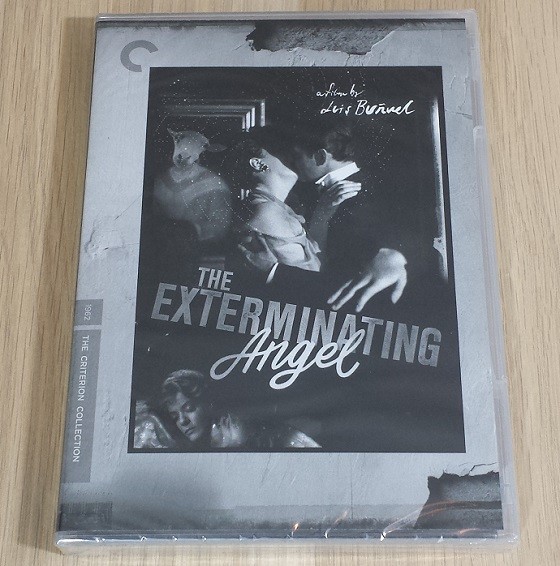 a film by
Luis Buñuel
THE
EXTERMINATING
Angel
1962
THE CRITERION COLLECTION